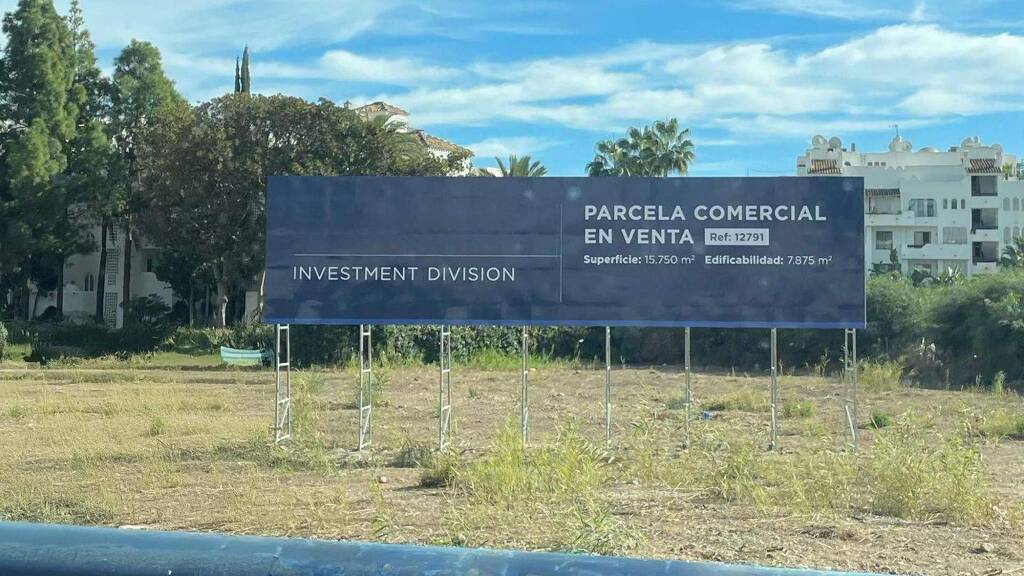 INVESTMENT DIVISION
PARCELA COMERCIAL
EN VENTA Ref: 12791
Superficie: 15.750 m² Edificabilidad: 7.875 m²